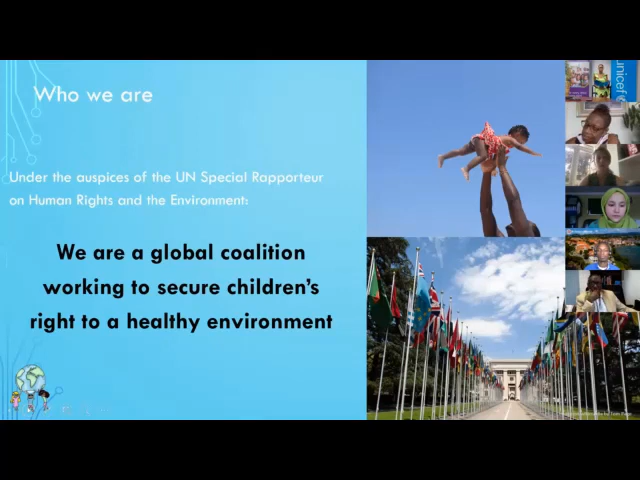 Who we are
Under the auspices of the UN Special Rapporteur
on Human Rights and the Environment:
We are a global coalition
working to secure children's
right to a healthy environment
unicef